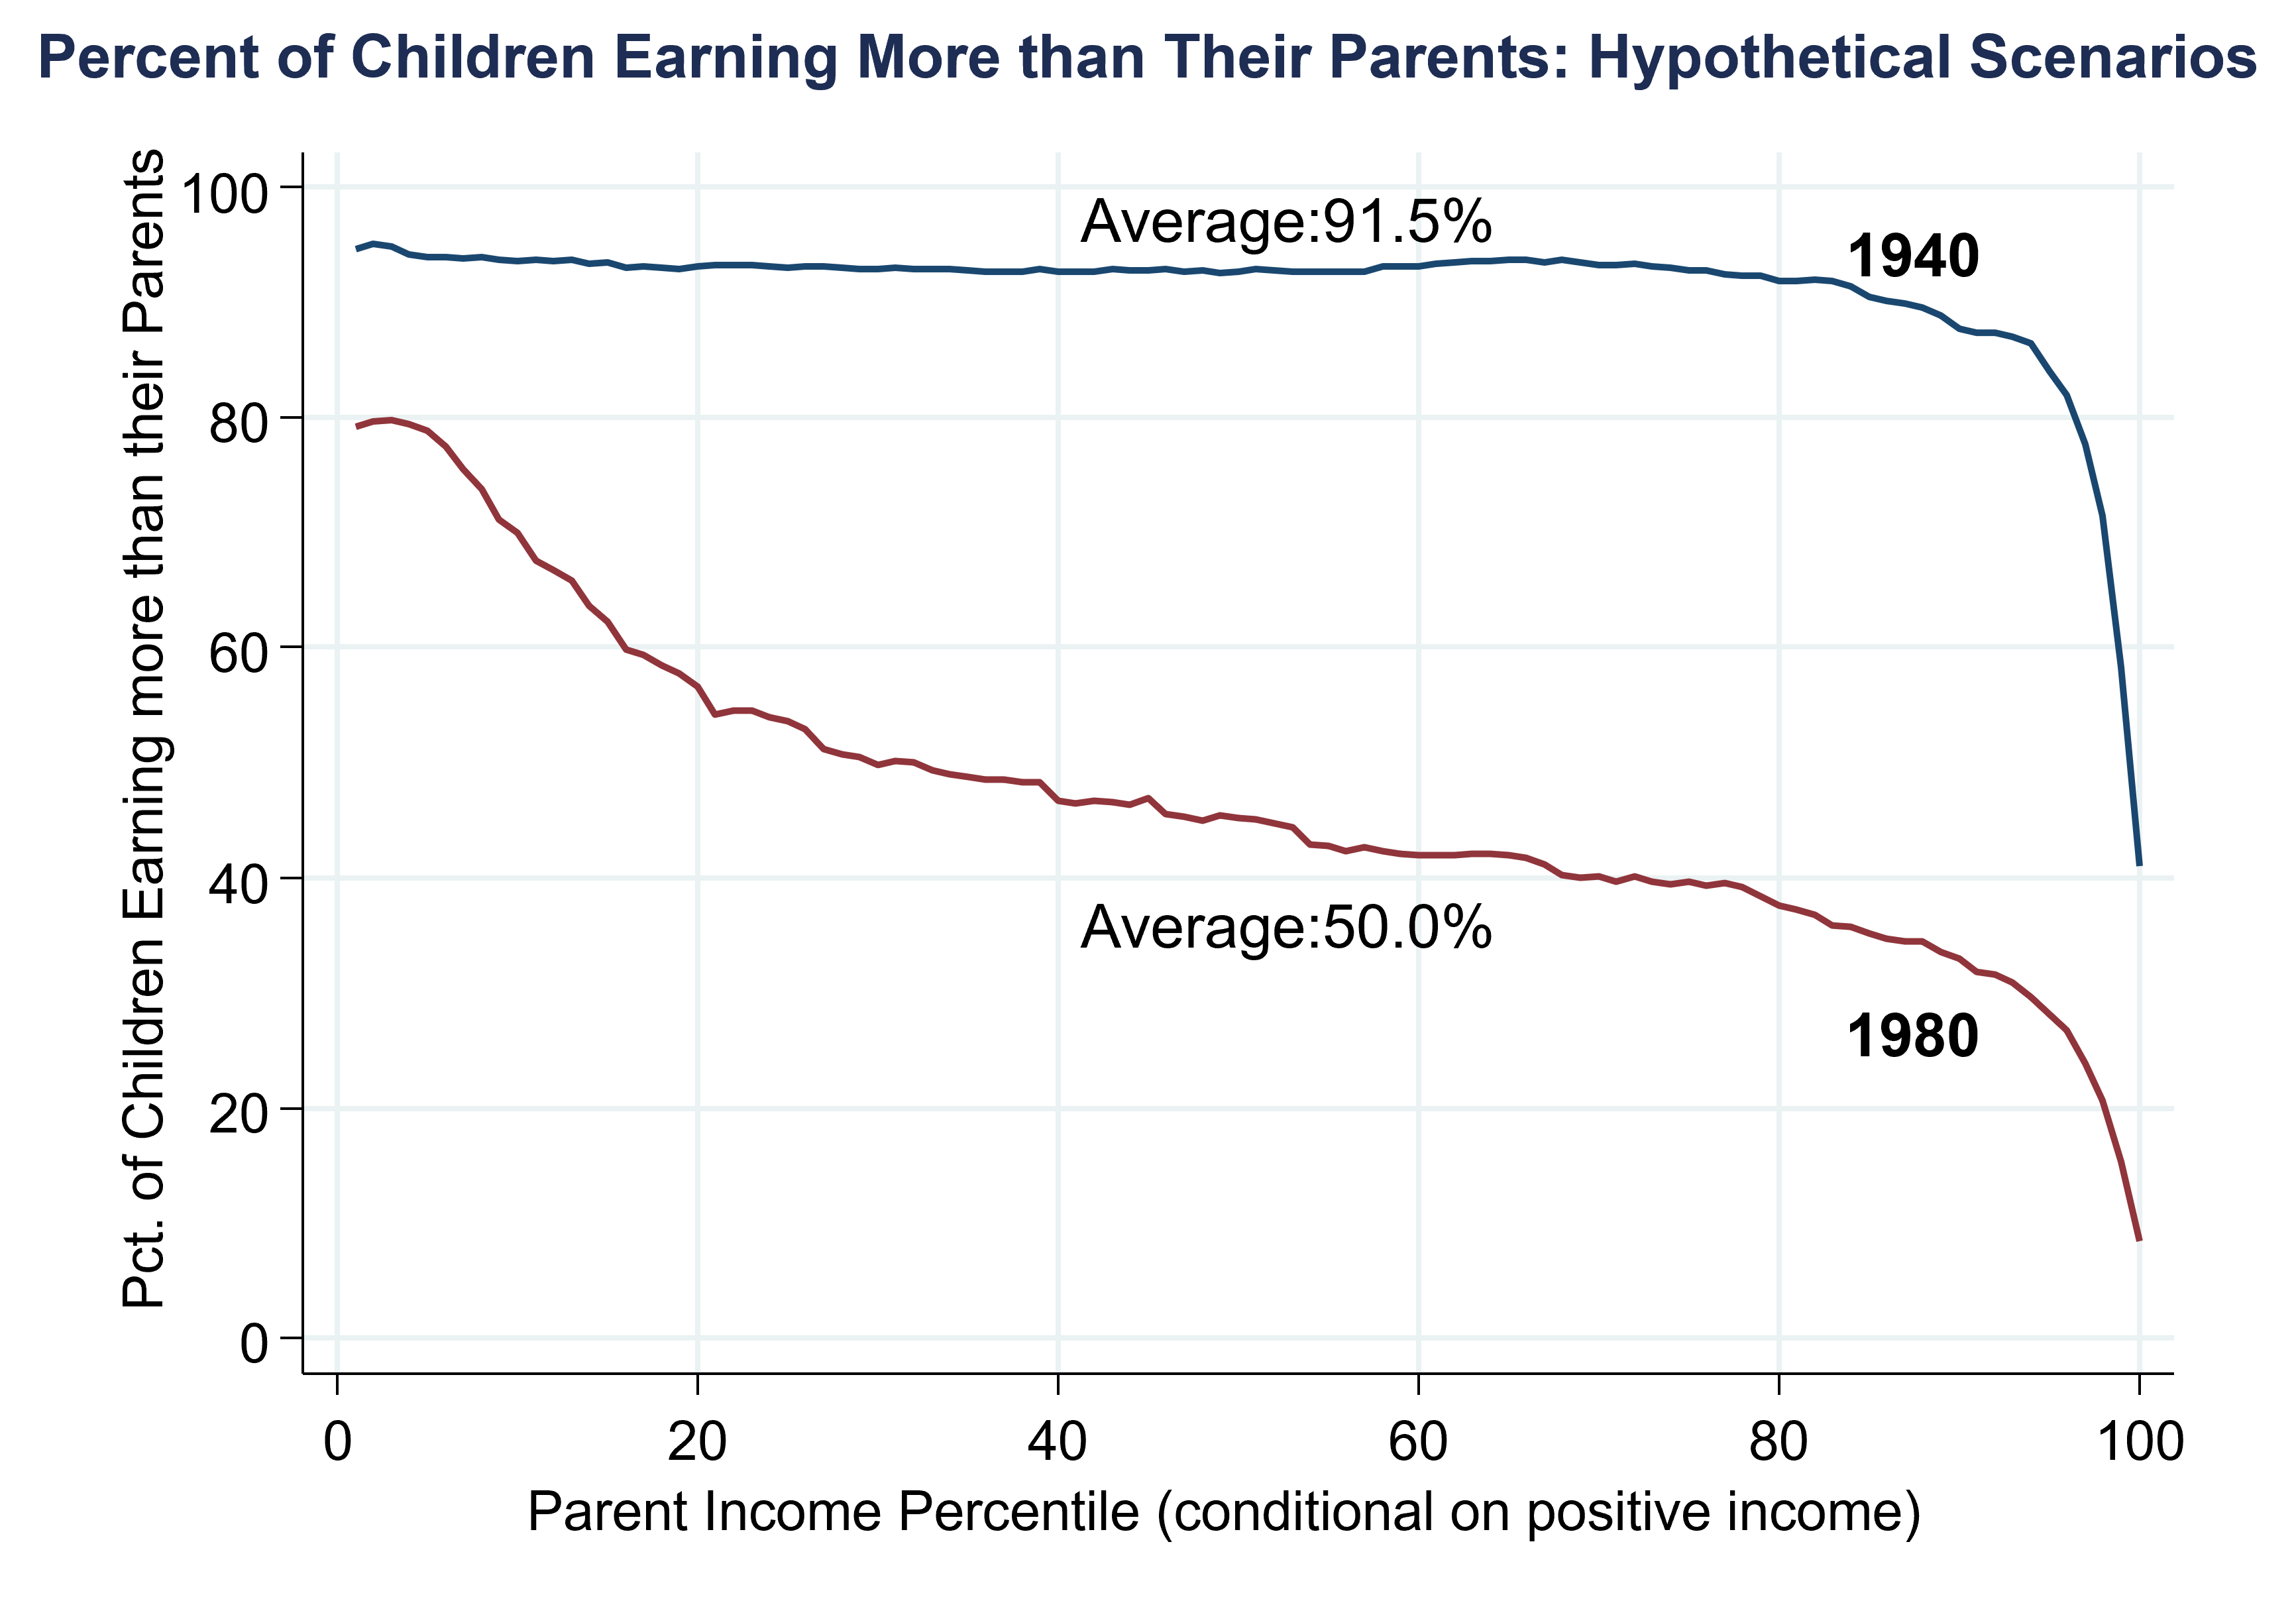 Percent of Children Earning More than Their Parents: Hypothetical Scenarios
Pct. of Children Earning more than their Parents
100
80
60
40
20
0
Average:91.5%
1940
Average:50.0%
1980
0 20 40 60 80 100
Parent Income Percentile (conditional on positive income)